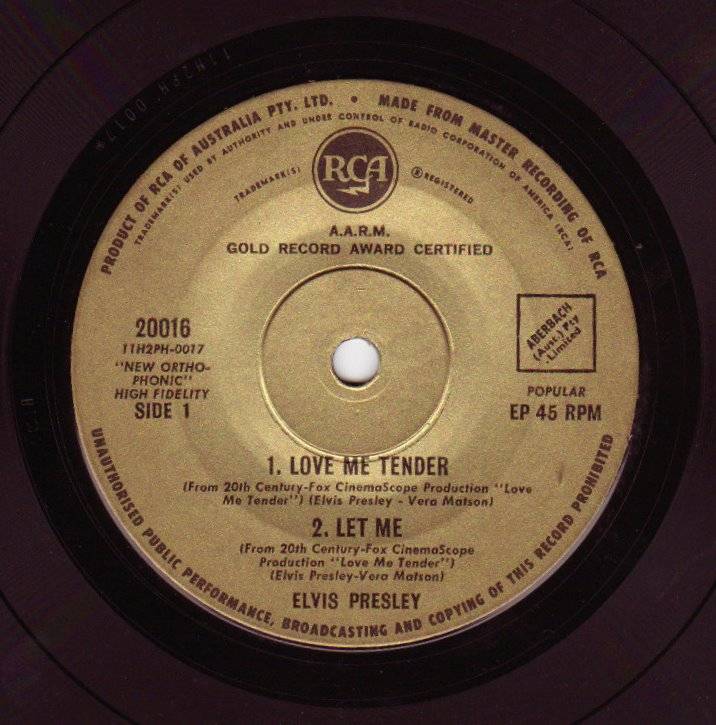 PRODUCT OF RCA OF AUSTRALIA PTY. LTD. • MADE FROM MASTER RECORDING OF RCA
TRADEMARK(S) USED BY AUTHORITY AND UNDER CONTROL OF RADIO CORPORATION OF AMERICA (RCA)
TRADEMARK(S) RCA ®REGISTERED
A.A.R.M.
GOLD RECORD AWARD CERTIFIED
20016
11H2PH-0017
"NEW ORTHO-
PHONIC"
HIGH FIDELITY
SIDE 1
ABERBACH
(Aust.) Pty
.Limited
POPULAR
EP 45 RPM
1. LOVE ME TENDER
(From 20th Century-Fox CinemaScope Production "Love
Me Tender") (Elvis Presley - Vera Matson)
2. LET ME
(From 20th Century-Fox CinemaScope
Production "Love Me Tender")
(Elvis Presley-Vera Matson)
ELVIS PRESLEY
UNAUTHORISED PUBLIC PERFORMANCE, BROADCASTING AND COPYING OF THIS RECORD PROHIBITED